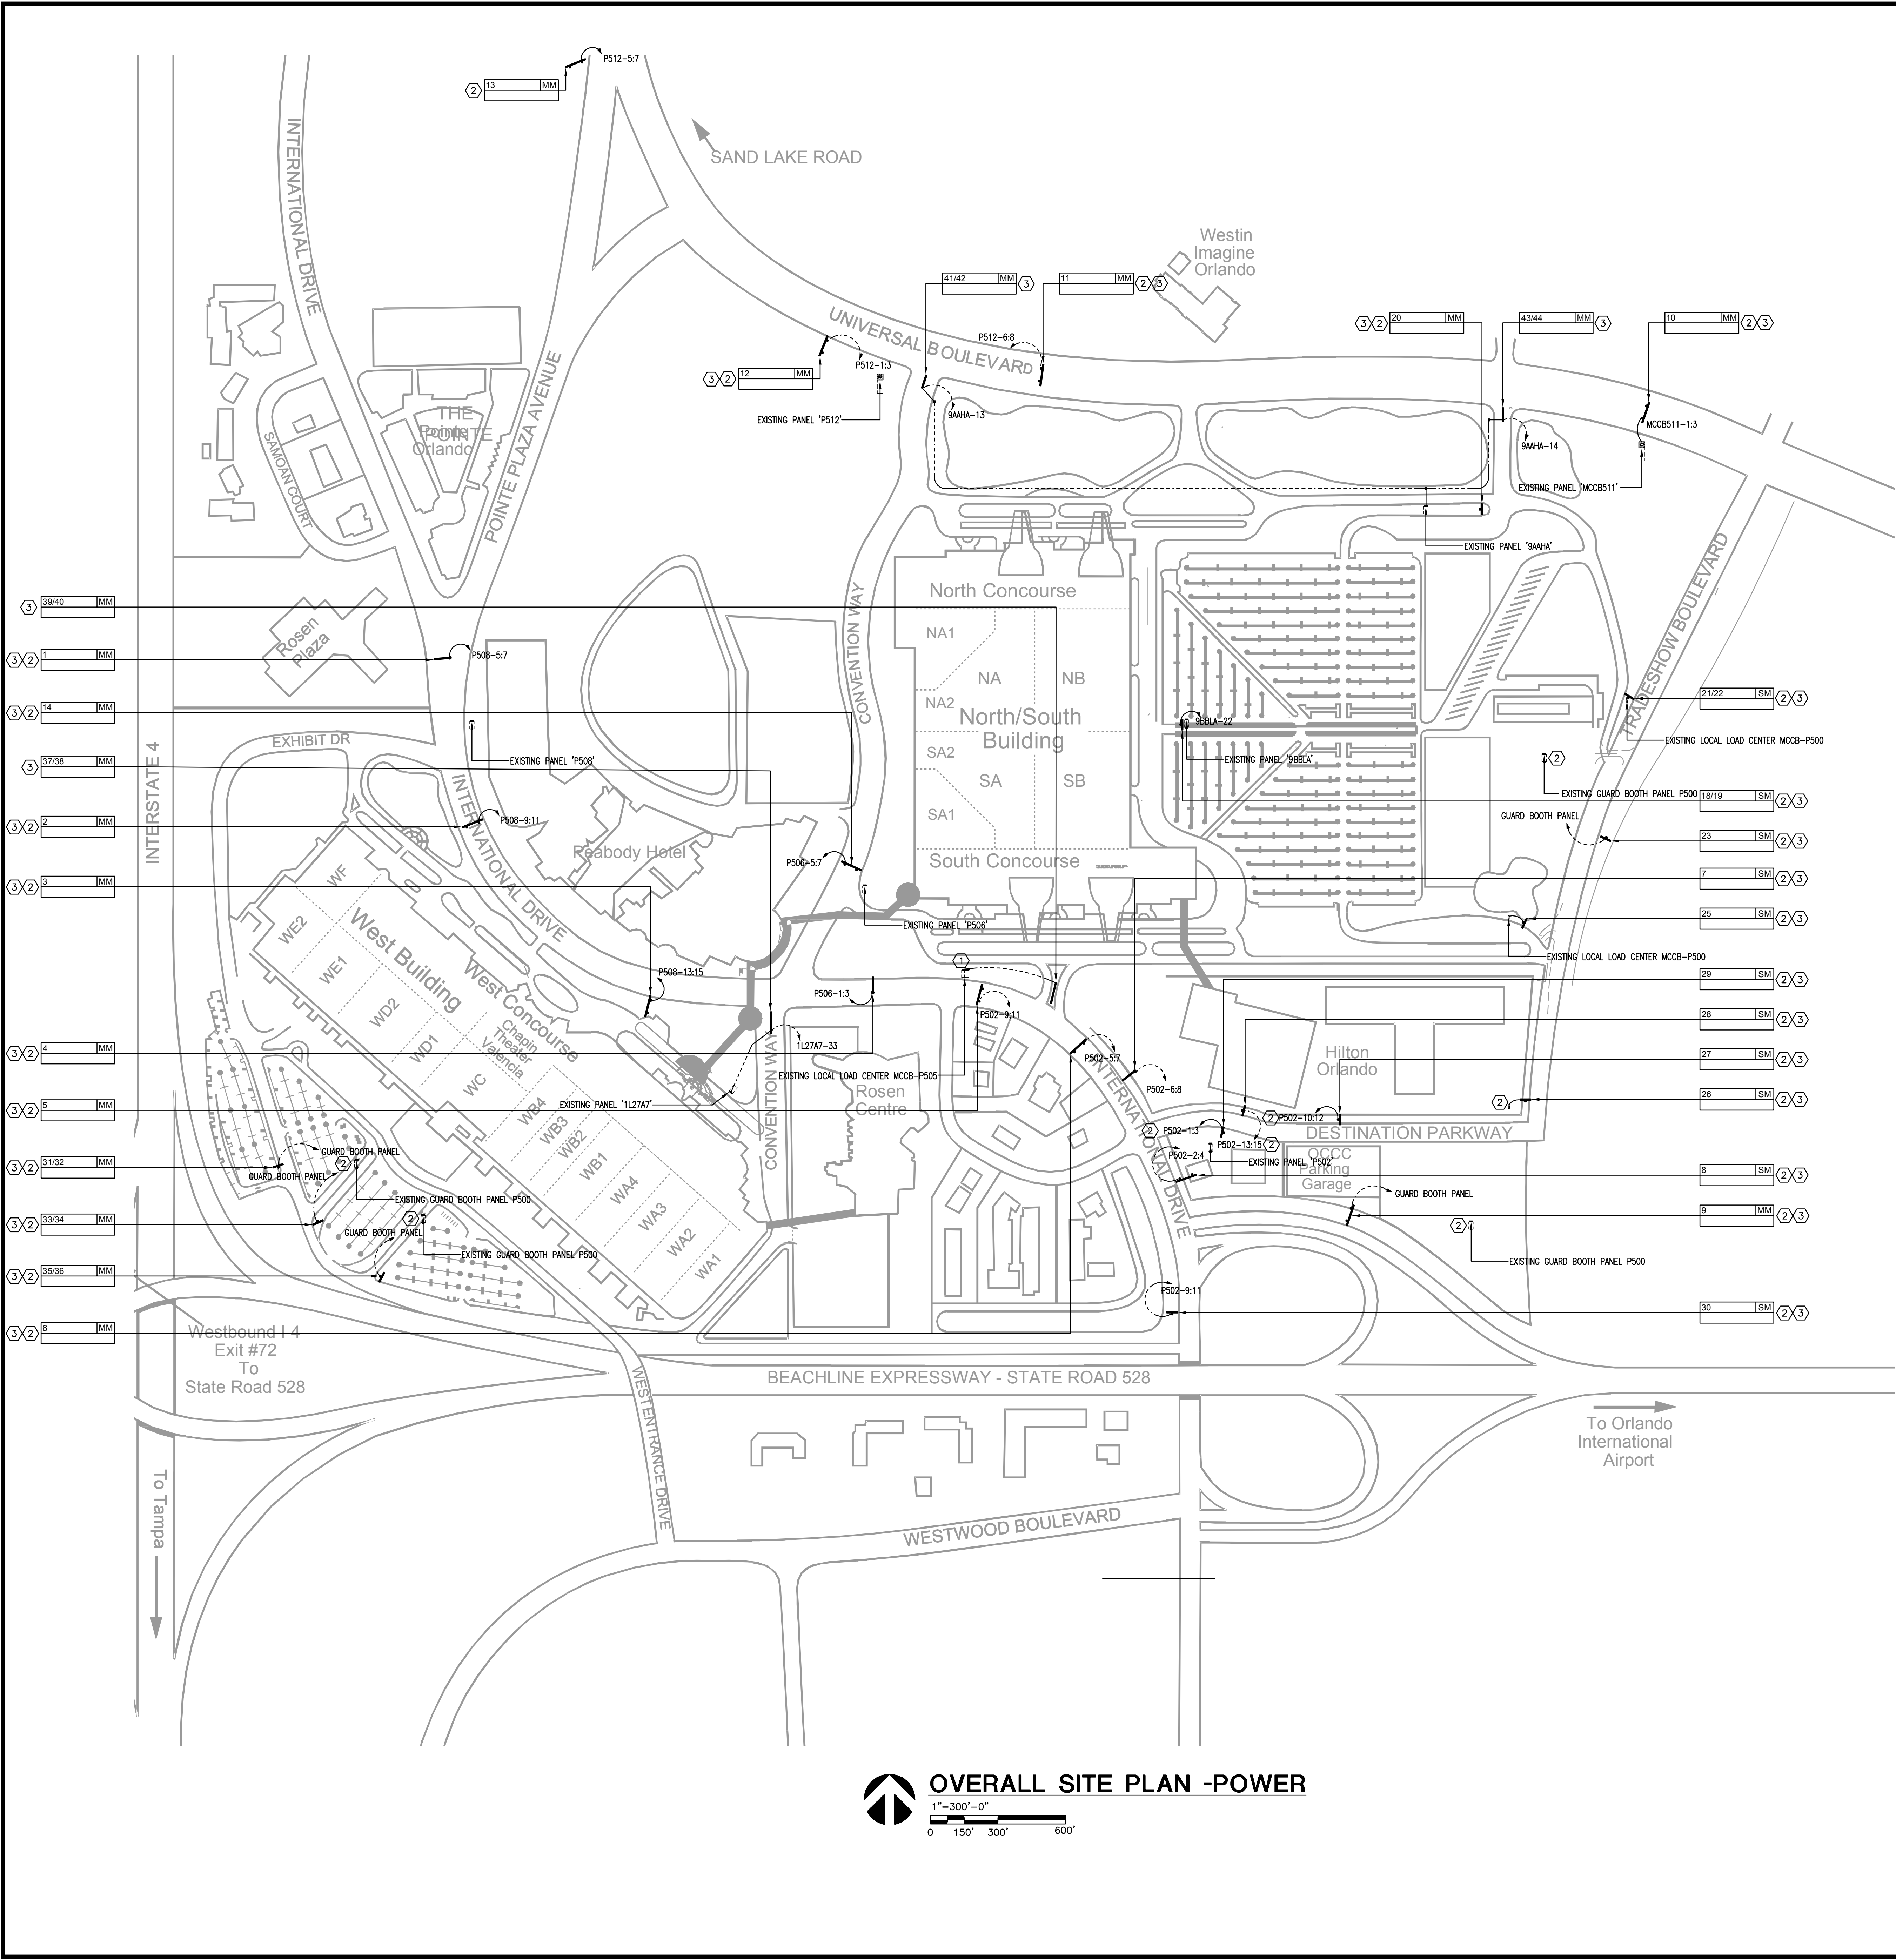 P512-5:7
13 MM
2
SAND LAKE ROAD
INTERNATIONAL DRIVE
Westin
Imagine
Orlando
41/42 MM
3
11 MM
2 3
3 2
20 MM
43/44 MM
3
10 MM
2 3
UNIVERSAL BOULEVARD
P512-6:8
P512-1:3
3 2
12 MM
EXISTING PANEL 'P512'
9AAHA-13
MCCB511-1:3
9AAHA-14
EXISTING PANEL 'MCCB511'
EXISTING PANEL '9AAHA'
THE
POINTE
Pointe
Orlando
SAMOAN COURT
POINTE PLAZA AVENUE
CONVENTION WAY
TRADESHOW BOULEVARD
3
39/40 MM
3 2
1 MM
3 2
14 MM
3
37/38 MM
3 2
2 MM
3 2
3 MM
3 2
4 MM
3 2
5 MM
3 2
31/32 MM
3 2
33/34 MM
3 2
35/36 MM
3 2
6 MM
Rosen
Plaza
P508-5:7
EXISTING PANEL 'P508'
EXHIBIT DR
INTERSTATE 4
INTERNATIONAL DRIVE
P508-9:11
Peabody Hotel
P506-5:7
EXISTING PANEL 'P506'
North Concourse
NA1
NA
NB
NA2
North/South
Building
SA2
SA
SB
SA1
South Concourse
9BBLA-22
EXISTING PANEL '9BBLA'
21/22 SM
2 3
EXISTING LOCAL LOAD CENTER MCCB-P500
2
EXISTING GUARD BOOTH PANEL P500
18/19 SM
2 3
GUARD BOOTH PANEL
23 SM
2 3
7 SM
2 3
25 SM
2 3
EXISTING LOCAL LOAD CENTER MCCB-P500
29 SM
2 3
28 SM
2 3
27 SM
2 3
26 SM
2 3
8 SM
2 3
9 MM
2 3
30 SM
2 3
WF
WE2
WE1
West Building
WD2
WD1
WC
West Concourse
Chapin
Theater
Valencia
WB4
WB3
WB2
WB1
WA4
WA3
WA2
WA1
P508-13:15
P506-1:3
1
P502-9;11
1L27A7-33
EXISTING LOCAL LOAD CENTER MCCB-P505
EXISTING PANEL '1L27A7'
CONVENTION WAY
Rosen
Centre
P502-5:7
P502-6:8
INTERNATIONAL DRIVE
Hilton
Orlando
2
2
P502-10:12
P502-1:3
2
P502-13:15
2
P502-2:4
EXISTING PANEL 'P502'
DESTINATION PARKWAY
OCCC
Parking
Garage
GUARD BOOTH PANEL
2
EXISTING GUARD BOOTH PANEL P500
P502-9:11
GUARD BOOTH PANEL
2
GUARD BOOTH PANEL
EXISTING GUARD BOOTH PANEL P500
2
GUARD BOOTH PANEL
EXISTING GUARD BOOTH PANEL P500
Westbound I-4
Exit #72
To
State Road 528
BEACHLINE EXPRESSWAY - STATE ROAD 528
WESTENTRANCE DRIVE
To Orlando
International
Airport
To Tampa
WESTWOOD BOULEVARD
OVERALL SITE PLAN -POWER
1"=300'-0"
0 150' 300' 600'